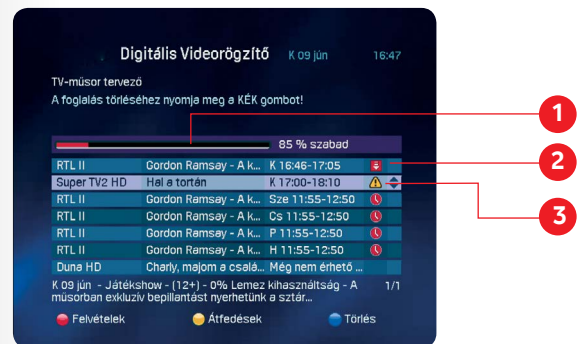 Digitális Videorögzítő K 09 jún 16:47
TV-műsor tervező
A foglalás törléséhez nyomja meg a KÉK gombot!
85 % szabad
1
RTL II Gordon Ramsay - A k... K 16:46-17:05
2
Super TV2 HD Hal a tortán K 17:00-18:10
3
RTL II Gordon Ramsay - A k... Sze 11:55-12:50
RTL II Gordon Ramsay - A k... Cs 11:55-12:50
RTL II Gordon Ramsay - A k... P 11:55-12:50
RTL II Gordon Ramsay - A k... H 11:55-12:50
Duna HD Charly, majom a csalá... Még nem érhető ...
K 09 jún - Játékshow - (12+) - 0% Lemez kihasználtság - A 1/1
műsorban exkluzív bepillantást nyerhetünk a sztár...
Felvételek Átfedések Törlés